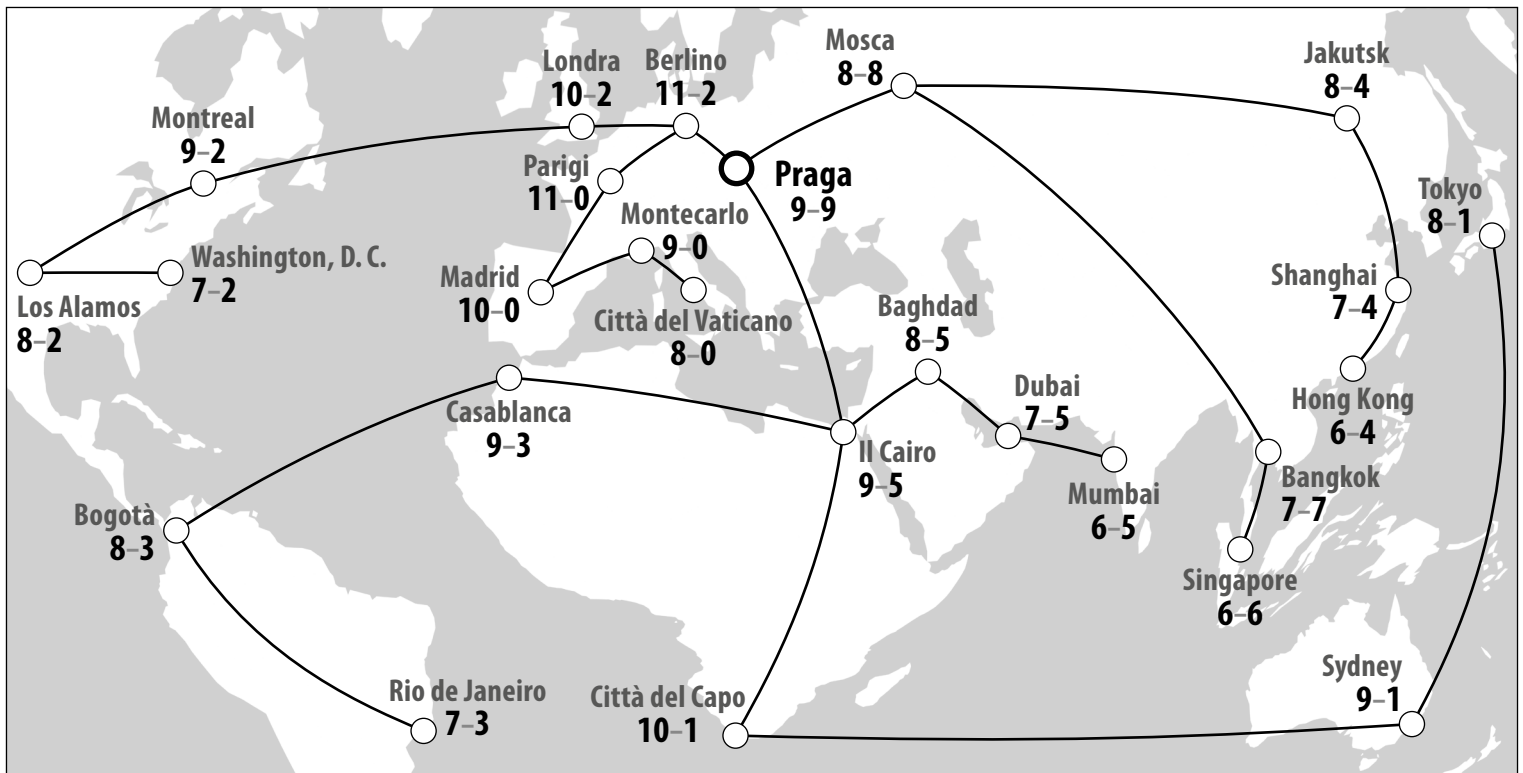 Mosca
8–8
Jakutsk
8–4
Londra
10–2
Berlino
11–2
Montreal
9–2
Parigi
11–0
Praga
9–9
Tokyo
8–1
Montecarlo
9–0
Washington, D. C.
7–2
Madrid
10–0
Shanghai
7–4
Los Alamos
8–2
Città del Vaticano
8–0
Baghdad
8–5
Dubai
7–5
Hong Kong
6–4
Casablanca
9–3
Il Cairo
9–5
Mumbai
6–5
Bangkok
7–7
Bogotà
8–3
Singapore
6–6
Sydney
9–1
Rio de Janeiro
7–3
Città del Capo
10–1